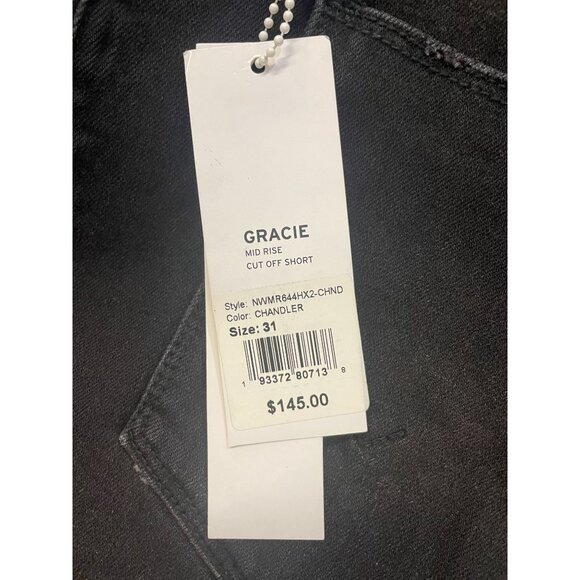 GRACIE
MID RISE
CUT OFF SHORT
Style: NWMR644HX2-CHND
Color: CHANDLER
Size: 31
1 93372 80713 8
$145.00